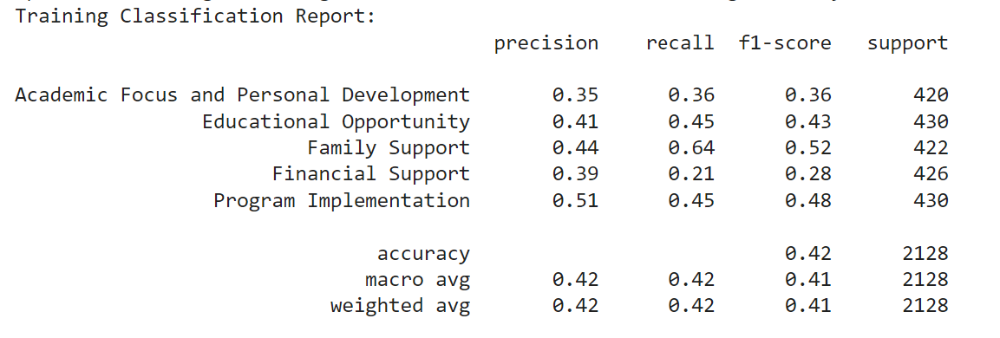 Training Classification Report:
precision recall f1-score support
Academic Focus and Personal Development 0.35 0.36 0.36 420
Educational Opportunity 0.41 0.45 0.43 430
Family Support 0.44 0.64 0.52 422
Financial Support 0.39 0.21 0.28 426
Program Implementation 0.51 0.45 0.48 430
accuracy 0.42 2128
macro avg 0.42 0.42 0.41 2128
weighted avg 0.42 0.42 0.41 2128